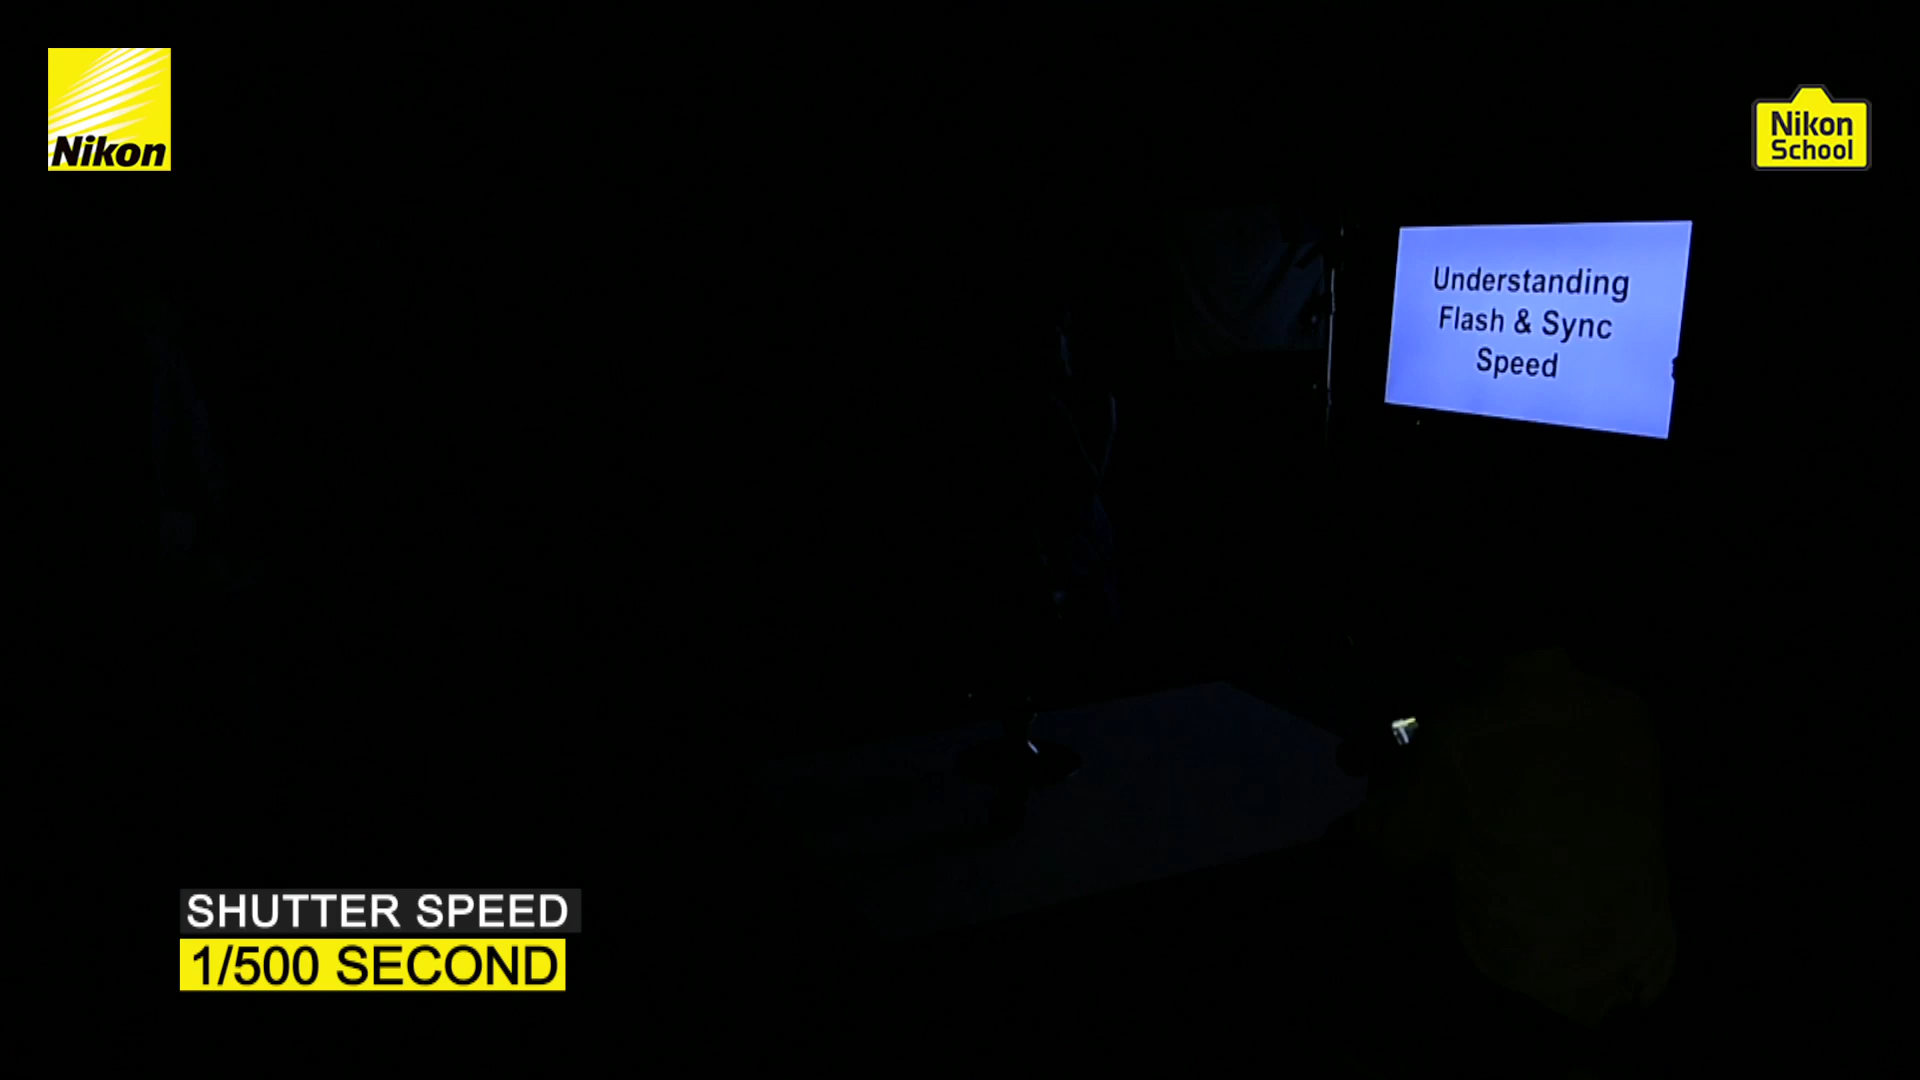 Nikon
Nikon
School
Understanding
Flash & Sync
Speed
SHUTTER SPEED
1/500 SECOND